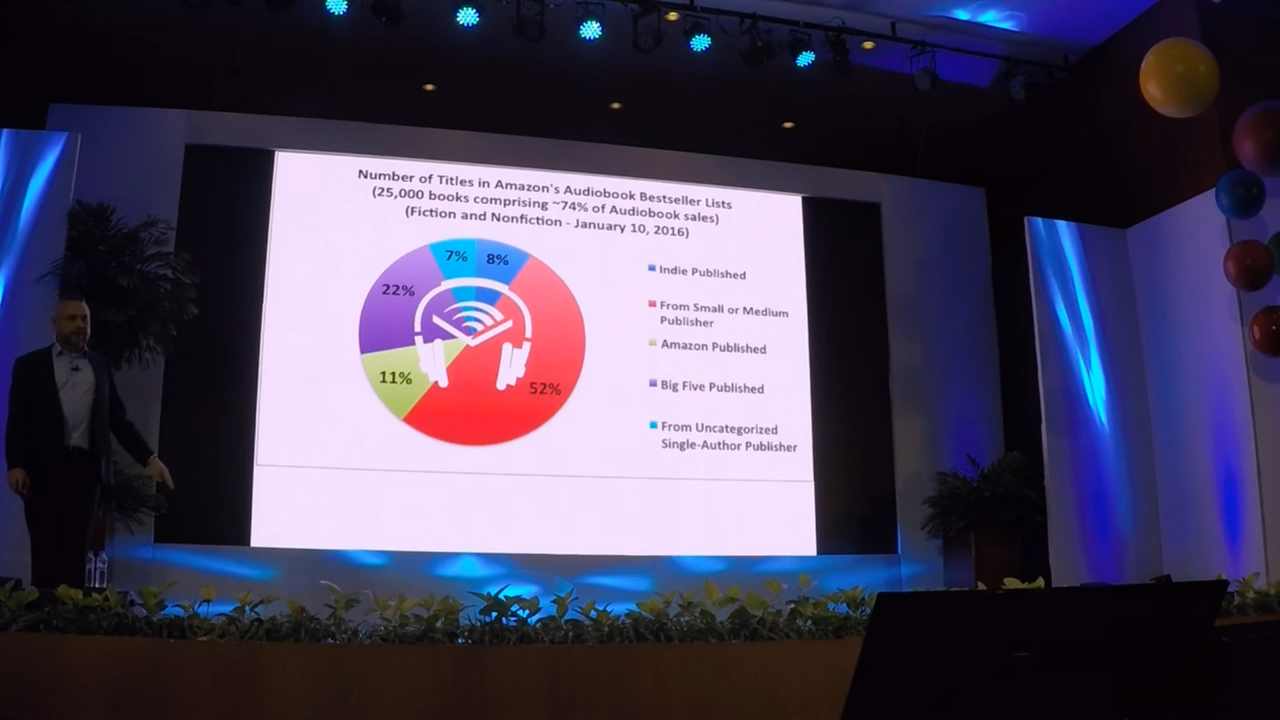 Number of Titles in Amazon's Audiobook Bestseller Lists
(25,000 books comprising ~74% of Audiobook sales)
(Fiction and Nonfiction - January 10, 2016)
7%
8%
22%
11%
52%
Indie Published
From Small or Medium
Publisher
Amazon Published
Big Five Published
From Uncategorized
Single-Author Publisher